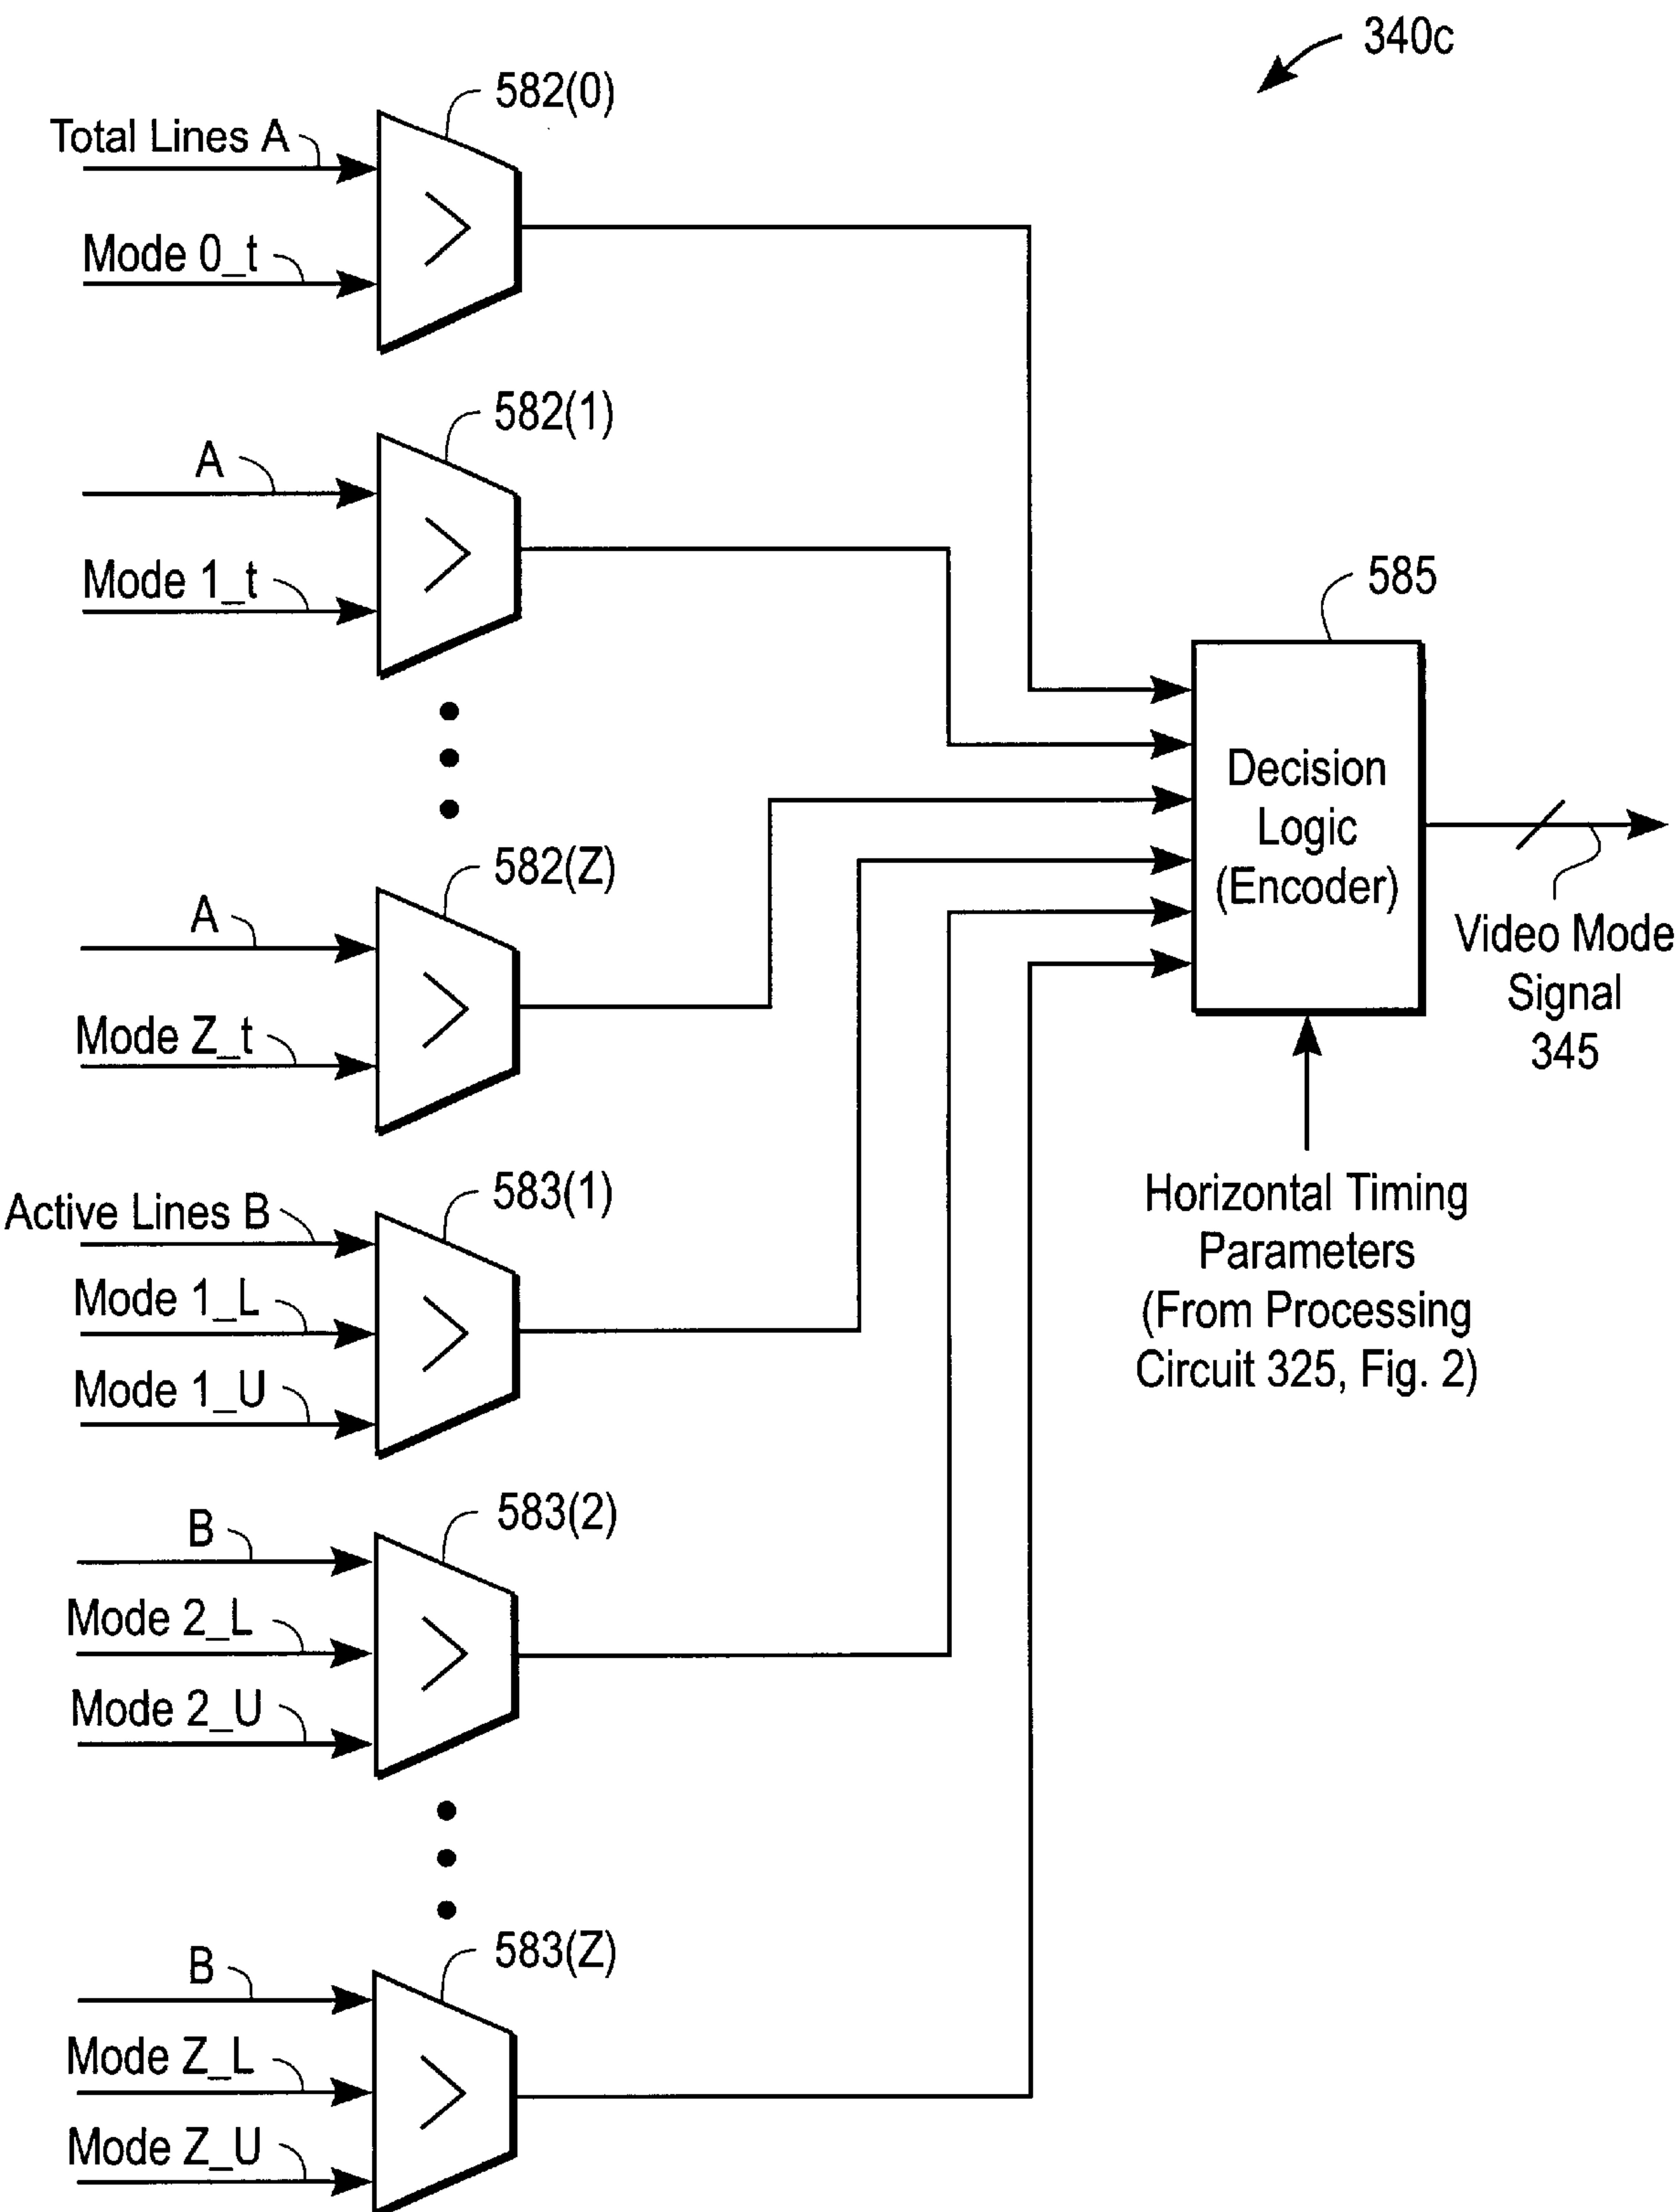 340c
582(0)
Total Lines A
>
Mode 0_t
582(1)
A
>
Mode 1_t
582(Z)
A
>
Mode Z_t
585
Decision
Logic
(Encoder)
Video Mode
Signal
345
Horizontal Timing
Parameters
(From Processing
Circuit 325, Fig. 2)
583(1)
Active Lines B
Mode 1_L
>
Mode 1_U
583(2)
B
Mode 2_L
>
Mode 2_U
583(Z)
B
Mode Z_L
>
Mode Z_U